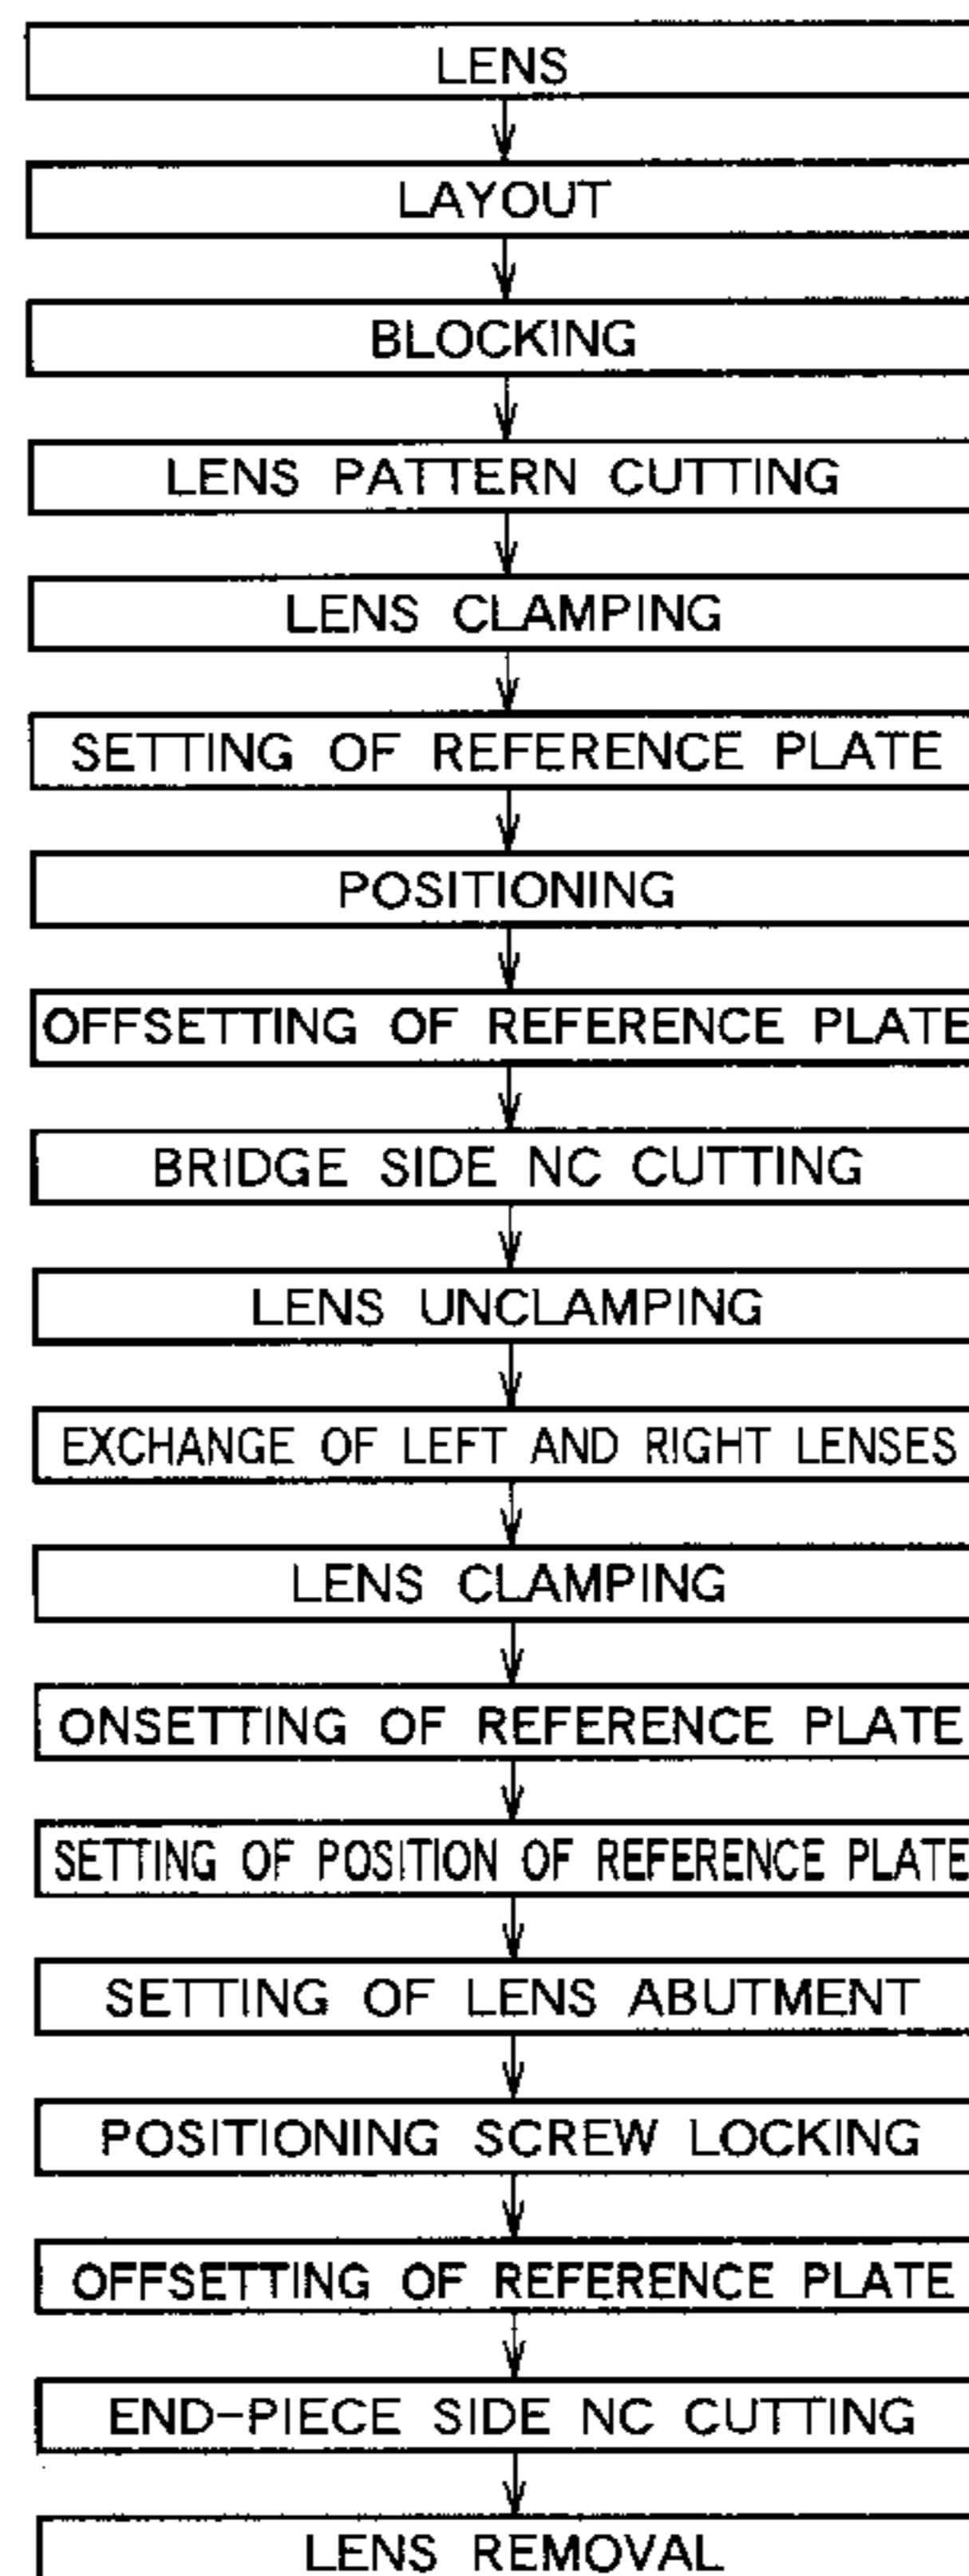 LENS
LAYOUT
BLOCKING
LENS PATTERN CUTTING
LENS CLAMPING
SETTING OF REFERENCE PLATE
POSITIONING
OFFSETTING OF REFERENCE PLATE
BRIDGE SIDE NC CUTTING
LENS UNCLAMPING
EXCHANGE OF LEFT AND RIGHT LENSES
LENS CLAMPING
ONSETTING OF REFERENCE PLATE
SETTING OF POSITION OF REFERENCE PLATE
SETTING OF LENS ABUTMENT
POSITIONING SCREW LOCKING
OFFSETTING OF REFERENCE PLATE
END-PIECE SIDE NC CUTTING
LENS REMOVAL